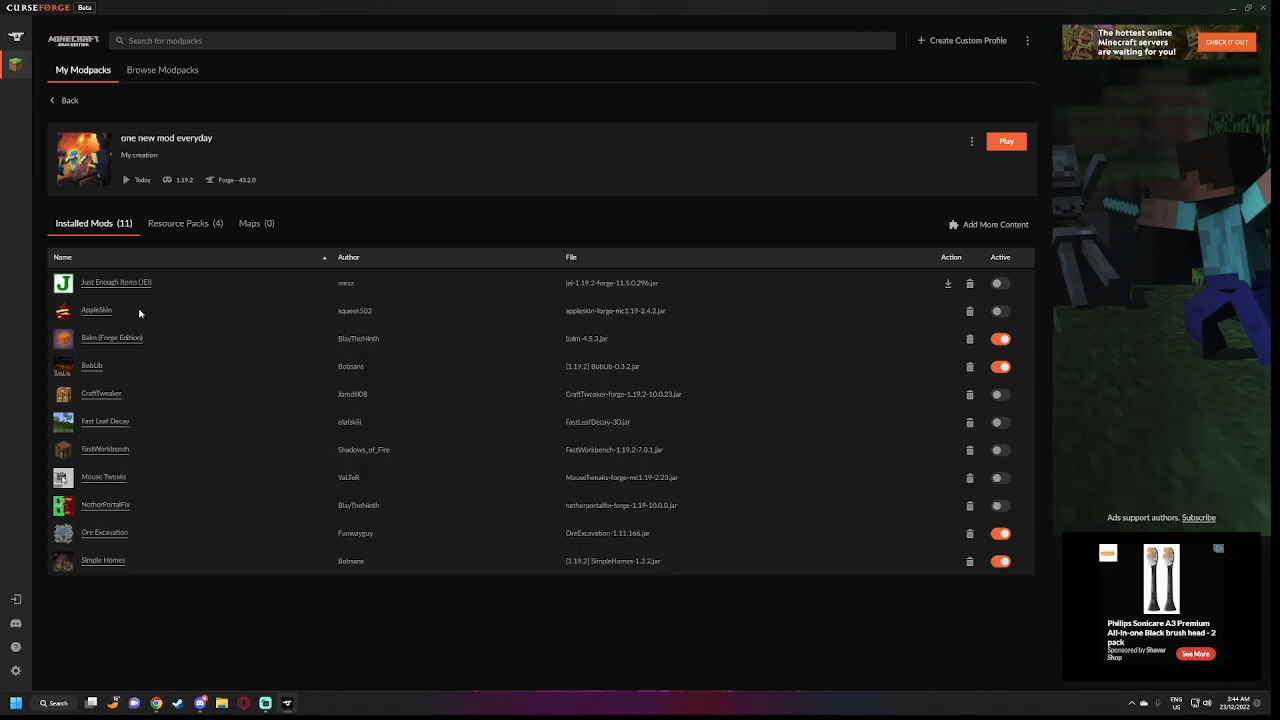 CURSEFORGE Beta
MINECRAFT
JAVA EDITION
Search for modpacks
Create Custom Profile
The hottest online
Minecraft servers
are waiting for you!
CHECK IT OUT
My Modpacks Browse Modpacks
Back
one new mod everyday
My creation
Today 1.19.2 Forge - 43.2.0
Play
Installed Mods (11) Resource Packs (4) Maps (0)
Add More Content
Name Author File Action Active
Just Enough Items (JEI) mezz jei-1.19.2-forge-11.5.0.296.jar
AppleSkin squeek502 appleskin-forge-mc1.19-2.4.2.jar
Balm (Forge Edition) BlayTheNinth balm-4.5.3.jar
BobLib Bobsans [1.19.2] BobLib-0.3.2.jar
CraftTweaker Jaredlll08 CraftTweaker-forge-1.19.2-10.0.23.jar
Fast Leaf Decay olafskiii FastLeafDecay-30.jar
FastWorkbench Shadows_of_Fire FastWorkbench-1.19.2-7.0.1.jar
Mouse Tweaks YaLTeR MouseTweaks-forge-mc1.19-2.23.jar
NetherPortalFix BlayTheNinth netherportalfix-forge-1.19-10.0.0.jar
Ore Excavation Funwayguy OreExcavation-1.11.166.jar
Simple Homes Bobsans [1.19.2] SimpleHomes-1.2.2.jar
Ads support authors. Subscribe
Philips Sonicare A3 Premium
All-in-one Black brush head - 2
pack
Sponsored by Shaver
Shop
See More
Search
16°
ENG
US
3:44 AM
23/12/2022